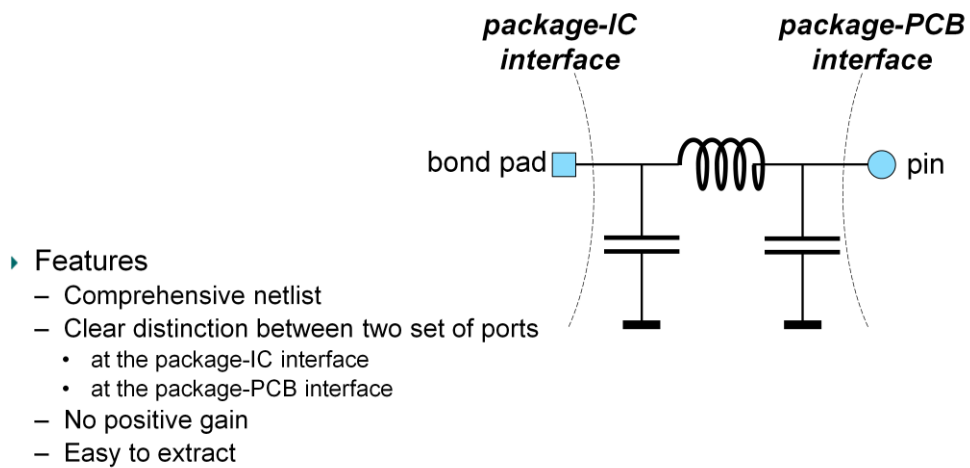 package-IC
interface
package-PCB
interface
bond pad
pin
Features
– Comprehensive netlist
– Clear distinction between two set of ports
• at the package-IC interface
• at the package-PCB interface
– No positive gain
– Easy to extract